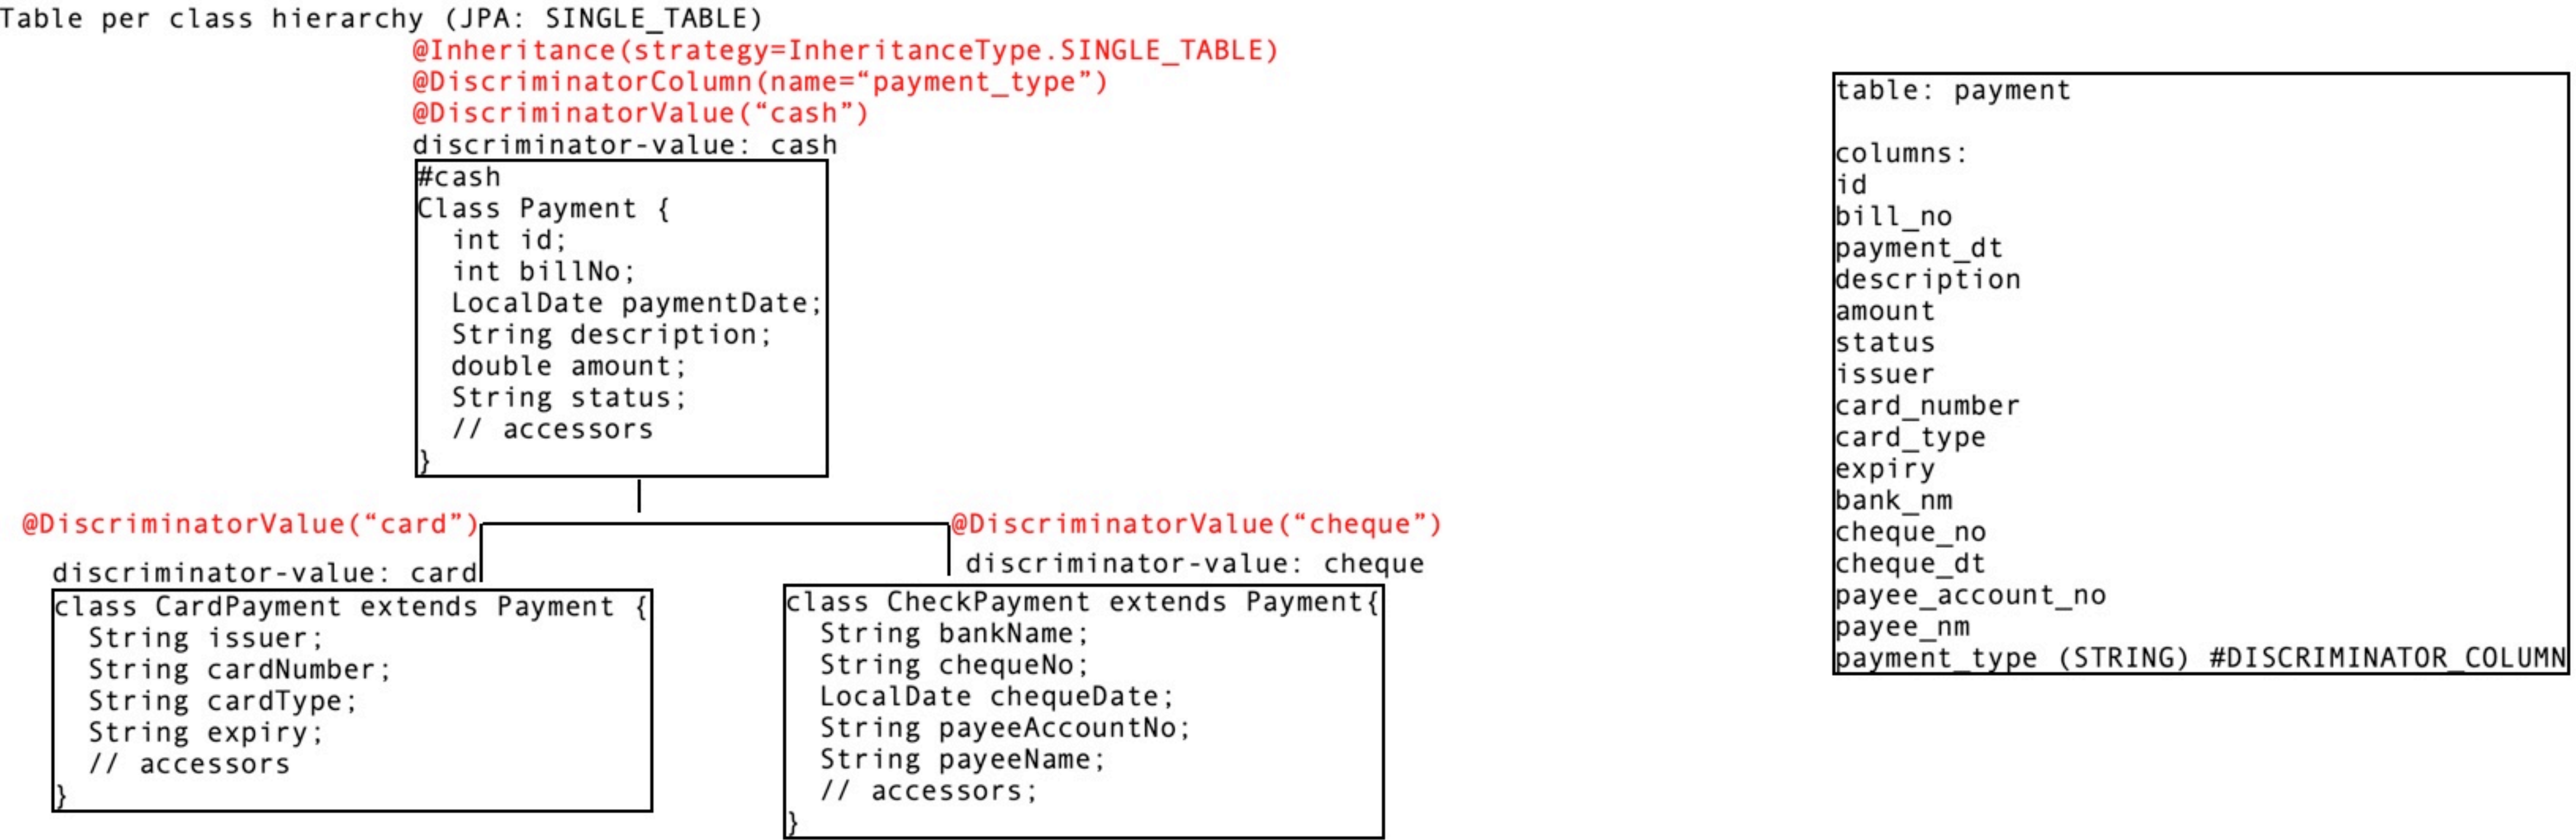 Table per class hierarchy (JPA: SINGLE_TABLE)
@Inheritance(strategy=InheritanceType.SINGLE_TABLE)
@DiscriminatorColumn(name=“payment_type”)
@DiscriminatorValue(“cash”)
discriminator-value: cash
#cash
Class Payment {
int id;
int billNo;
LocalDate paymentDate;
String description;
double amount;
String status;
// accessors
}
@DiscriminatorValue(“card”)
discriminator-value: card
class CardPayment extends Payment {
String issuer;
String cardNumber;
String cardType;
String expiry;
// accessors
}
@DiscriminatorValue(“cheque”)
discriminator-value: cheque
class CheckPayment extends Payment{
String bankName;
String chequeNo;
LocalDate chequeDate;
String payeeAccountNo;
String payeeName;
// accessors;
}
table: payment
columns:
id
bill_no
payment_dt
description
amount
status
issuer
card_number
card_type
expiry
bank_nm
cheque_no
cheque_dt
payee_account_no
payee_nm
payment_type (STRING) #DISCRIMINATOR_COLUMN